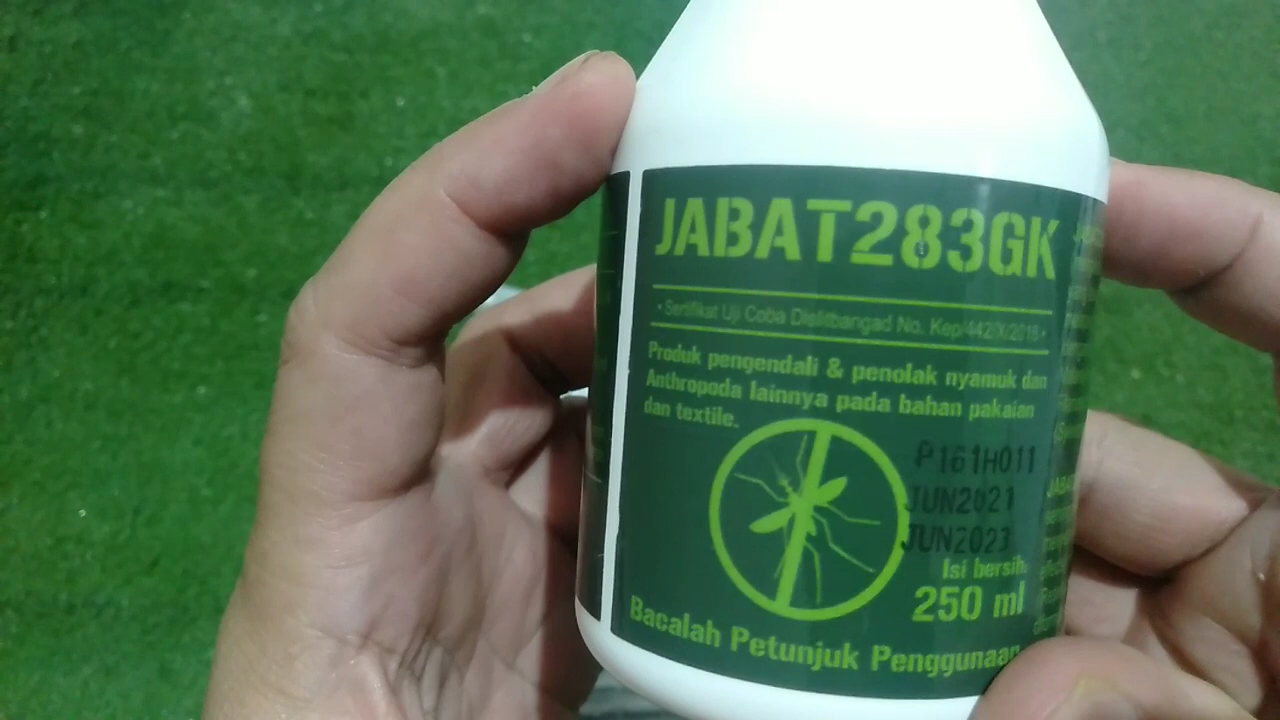 JABAT283GK
• Sertifikat Uji Coba Dislitbangad No. Kep/442/X/2018 •
Produk pengendali & penolak nyamuk dan
Anthropoda lainnya pada bahan pakaian
dan textile.
P161H011
JUN2021
JUN2023
Isi bersih
250 ml
Bacalah Petunjuk Penggunaan